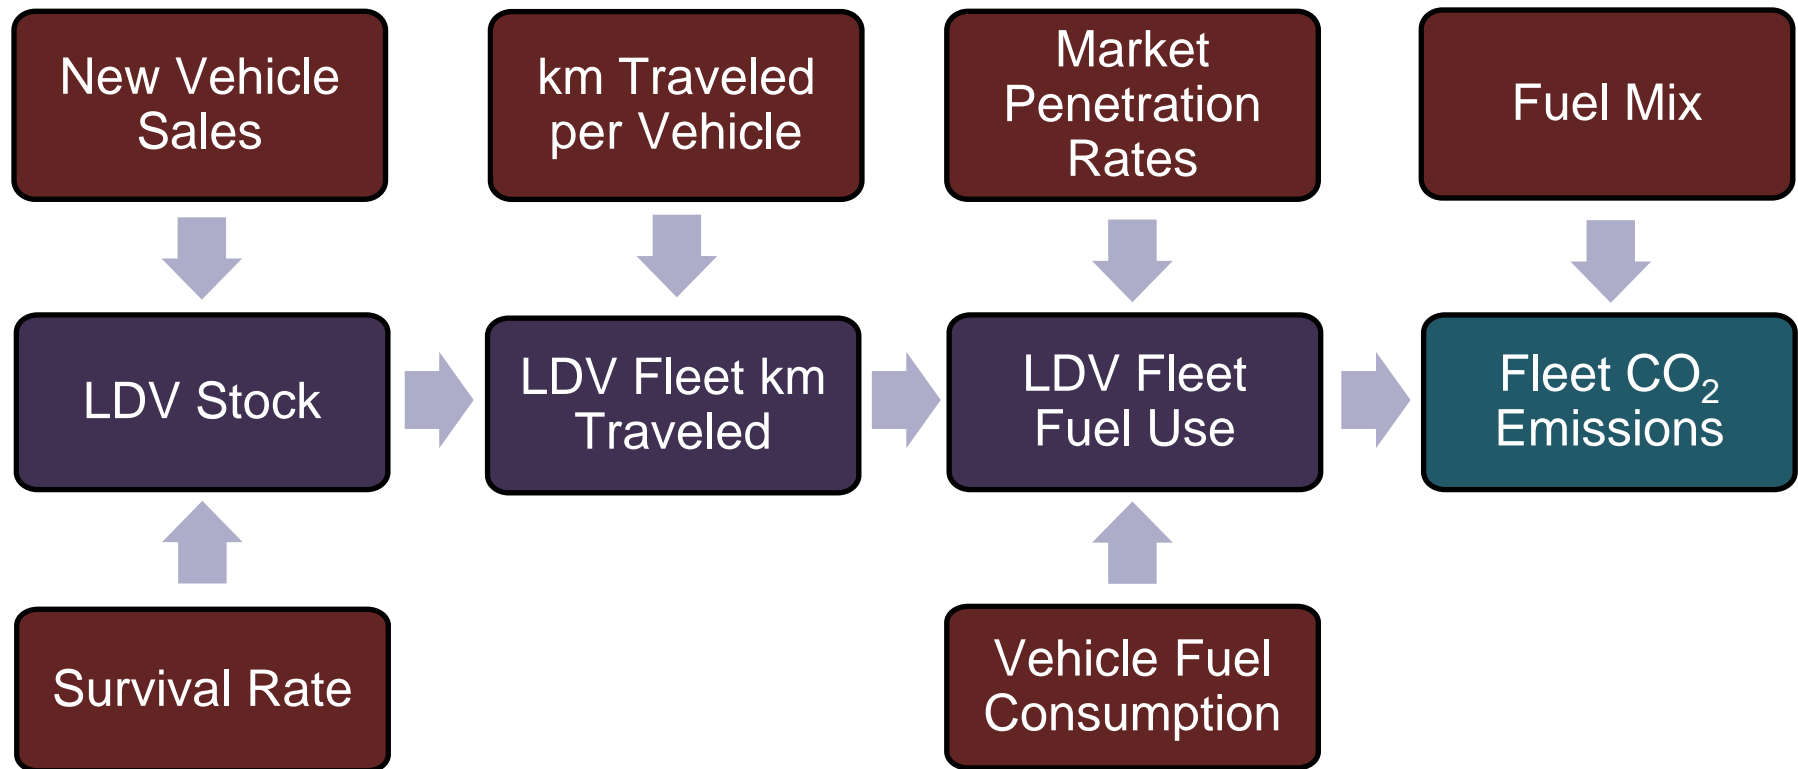 New Vehicle
Sales
km Traveled
per Vehicle
Market
Penetration
Rates
Fuel Mix
LDV Stock
LDV Fleet km
Traveled
LDV Fleet
Fuel Use
Fleet CO₂
Emissions
Survival Rate
Vehicle Fuel
Consumption